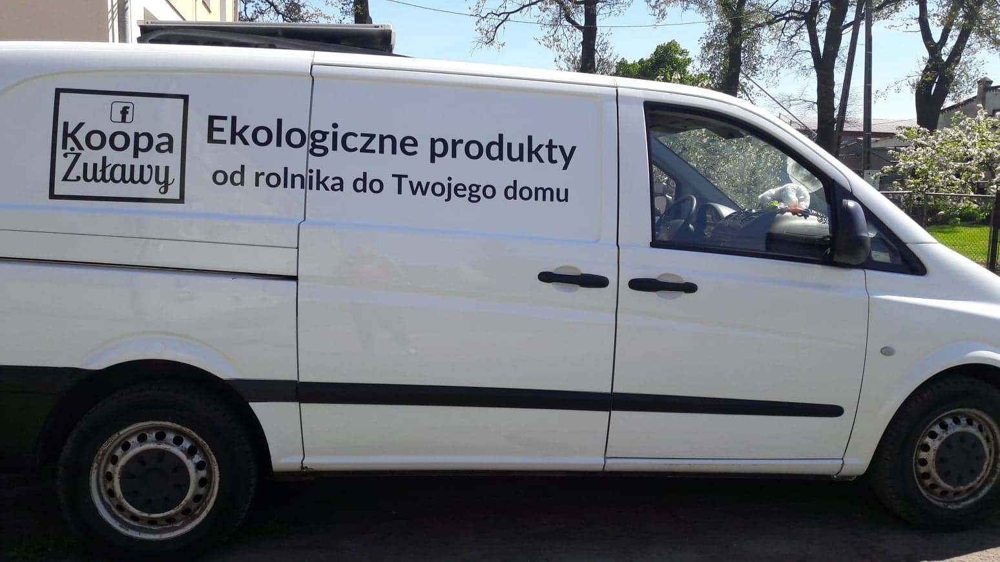 f
Koopa
Żuławy
Ekologiczne produkty
od rolnika do Twojego domu